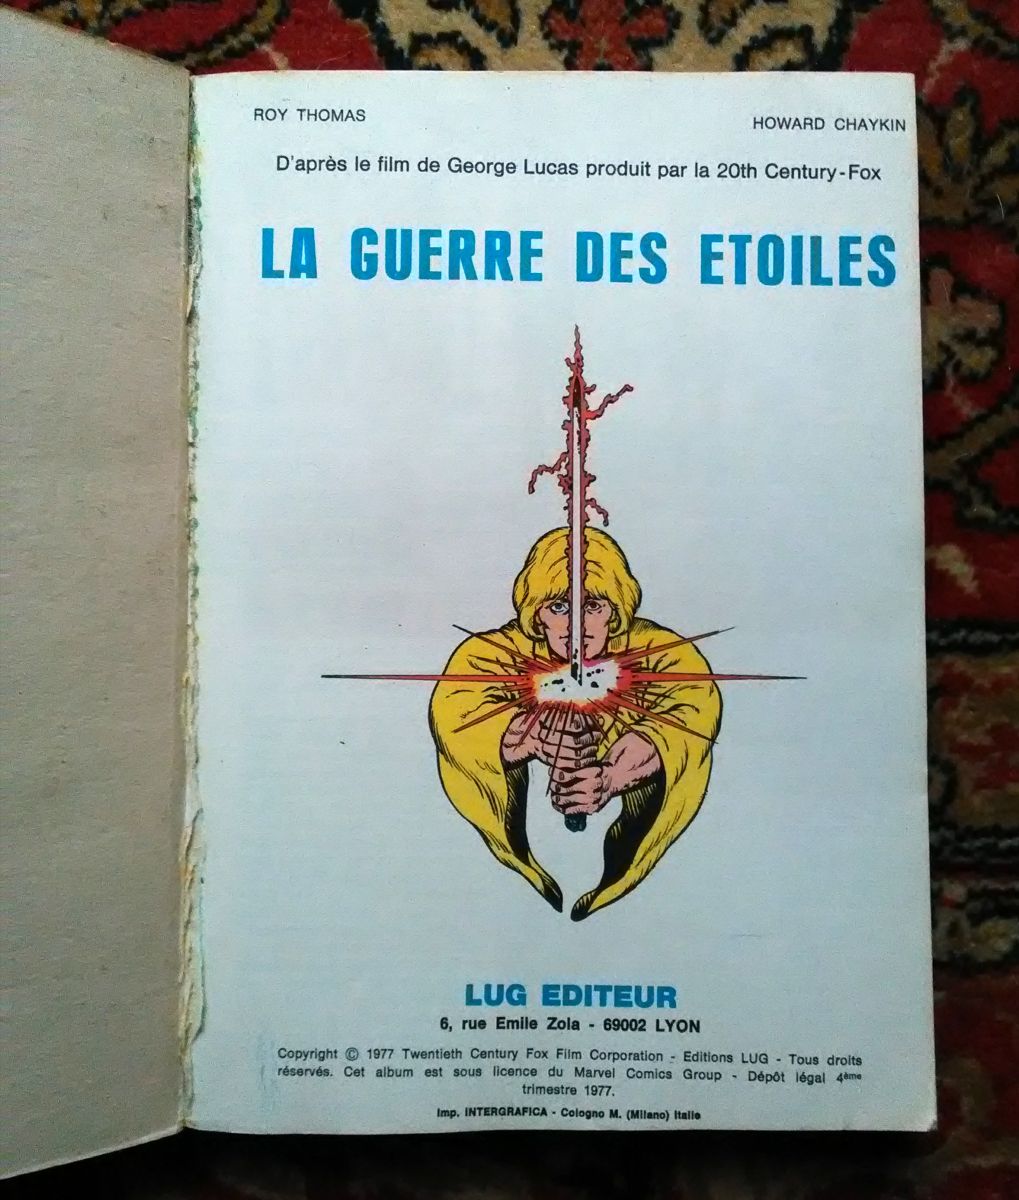 ROY THOMAS
HOWARD CHAYKIN
D'après le film de George Lucas produit par la 20th Century-Fox
LA GUERRE DES ETOILES
LUG EDITEUR
6, rue Emile Zola - 69002 LYON
Copyright © 1977 Twentieth Century Fox Film Corporation - Editions LUG - Tous droits
réservés. Cet album est sous licence du Marvel Comics Group - Dépôt légal 4ème
trimestre 1977.
Imp. INTERGRAFICA - Cologno M. (Milano) Italie